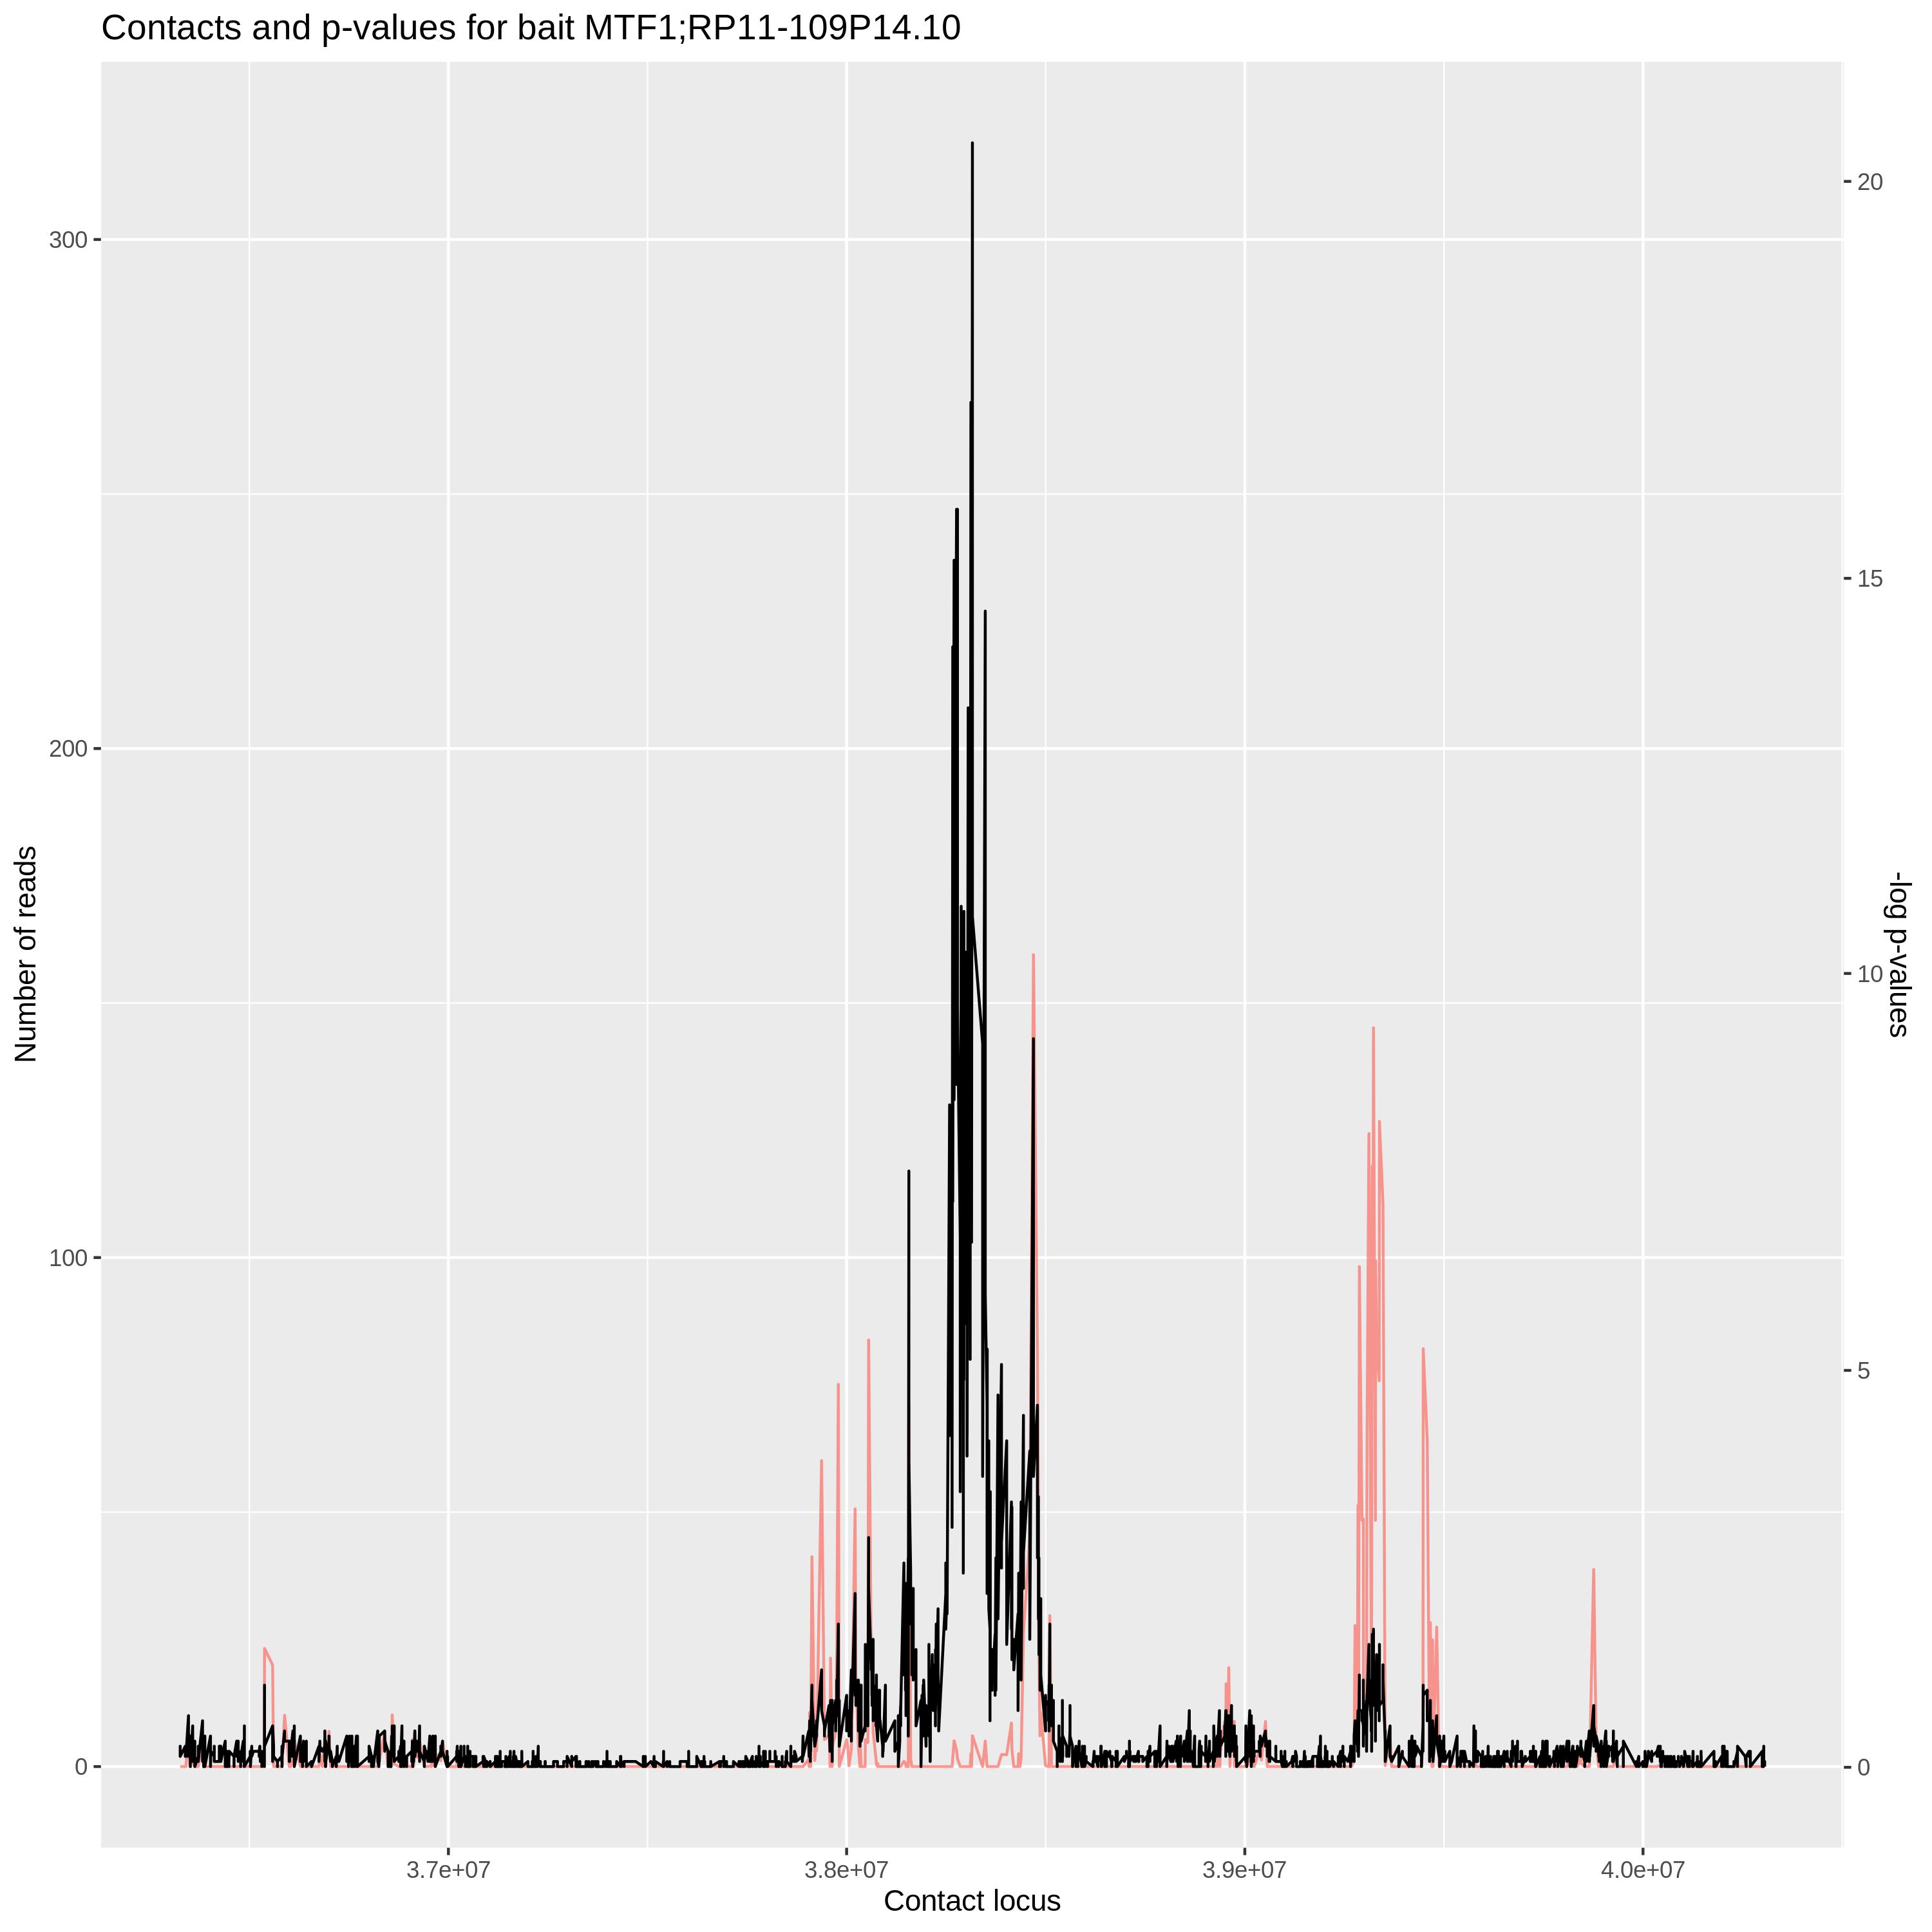 Contacts and p-values for bait MTF1;RP11-109P14.10
Number of reads
300
200
100
0
20
15
10
5
0
-log p-values
3.7e+07
3.8e+07
3.9e+07
4.0e+07
Contact locus